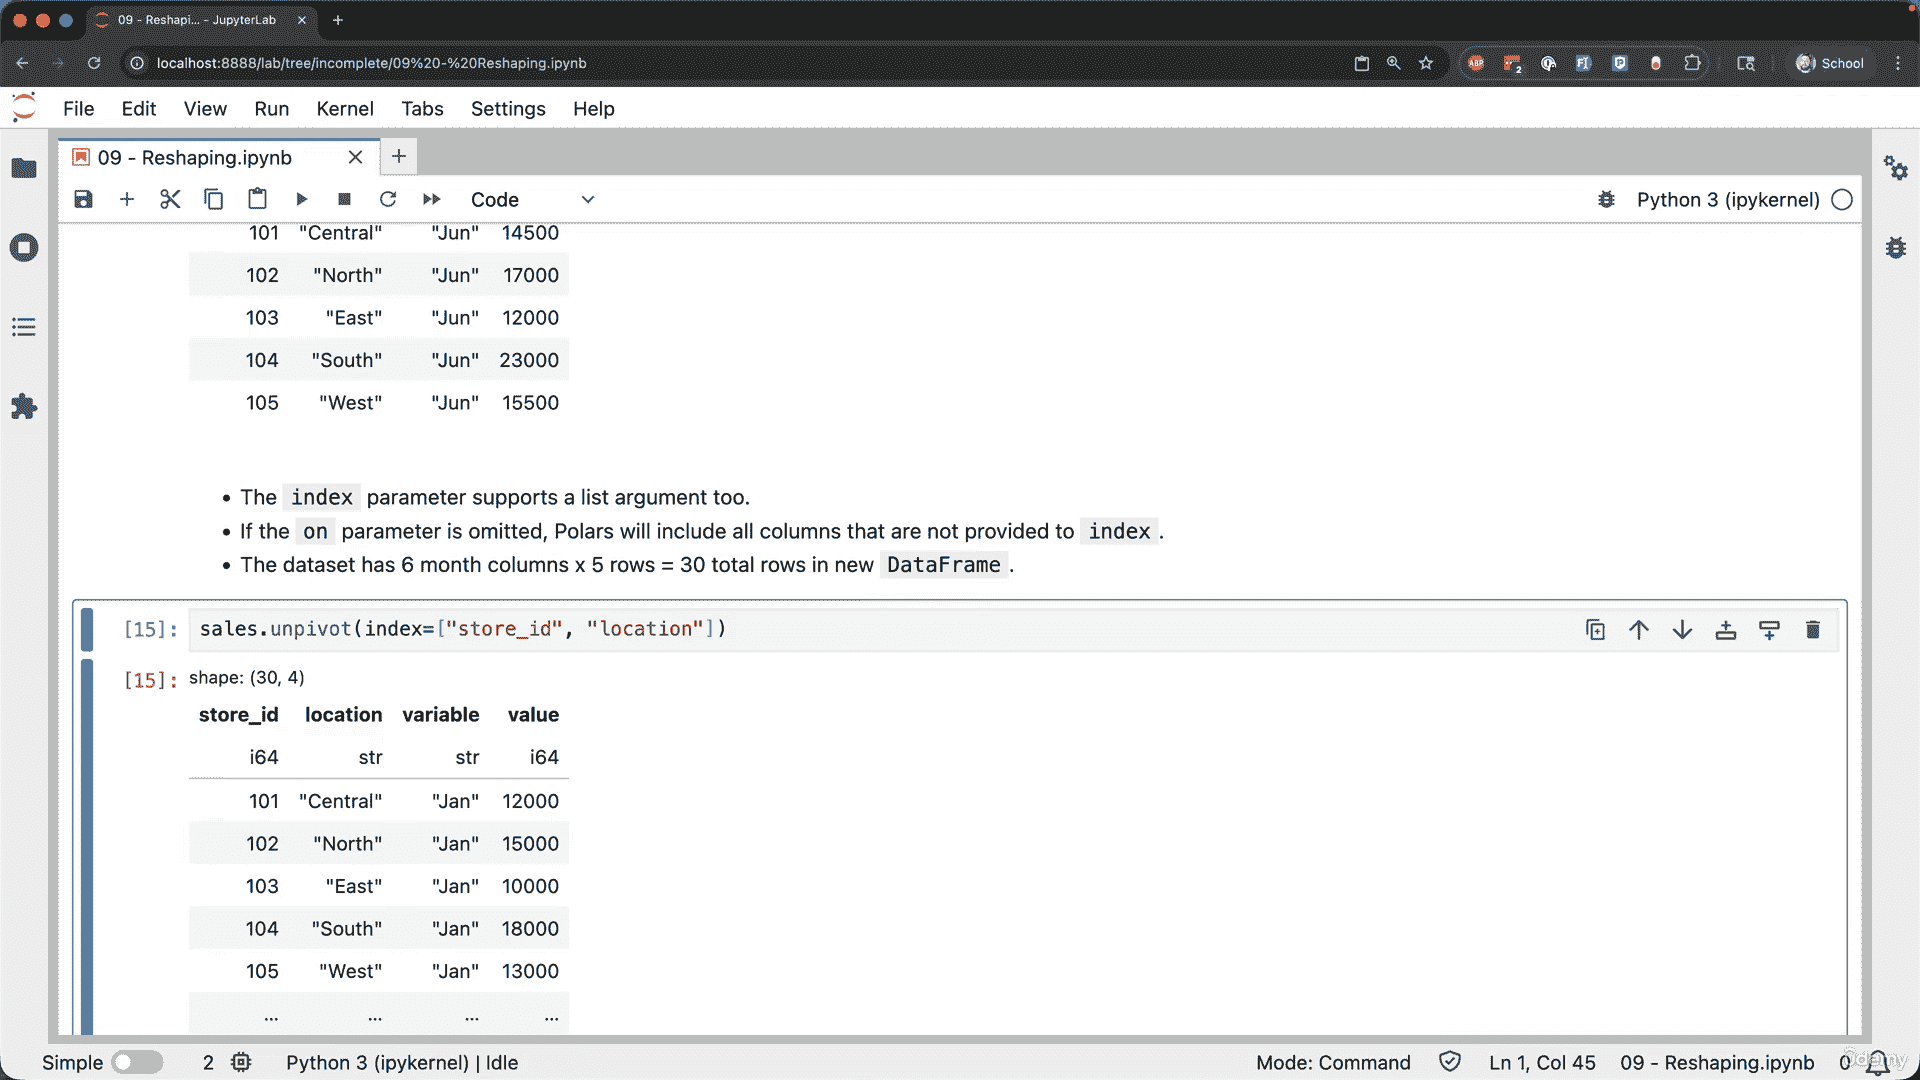 09 - Reshapi... - JupyterLab
localhost:8888/lab/tree/incomplete/09%20-%20Reshaping.ipynb
ABP
2
School
File Edit View Run Kernel Tabs Settings Help
09 - Reshaping.ipynb
Code
Python 3 (ipykernel)
101 "Central" "Jun" 14500
102 "North" "Jun" 17000
103 "East" "Jun" 12000
104 "South" "Jun" 23000
105 "West" "Jun" 15500
• The index parameter supports a list argument too.
• If the on parameter is omitted, Polars will include all columns that are not provided to index.
• The dataset has 6 month columns x 5 rows = 30 total rows in new DataFrame.
[15]: sales.unpivot(index=["store_id", "location"])
[15]: shape: (30, 4)
store_id location variable value
i64 str str i64
101 "Central" "Jan" 12000
102 "North" "Jan" 15000
103 "East" "Jan" 10000
104 "South" "Jan" 18000
105 "West" "Jan" 13000
... ... ... ...
Simple 2 Python 3 (ipykernel) | Idle Mode: Command Ln 1, Col 45 09 - Reshaping.ipynb 0
udemy